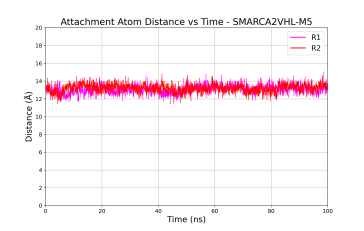 Attachment Atom Distance vs Time - SMARCA2VHL-M5
20
18
16
14
12
10
8
6
4
2
0
Distance (Å)
R1
R2
0 20 40 60 80 100
Time (ns)